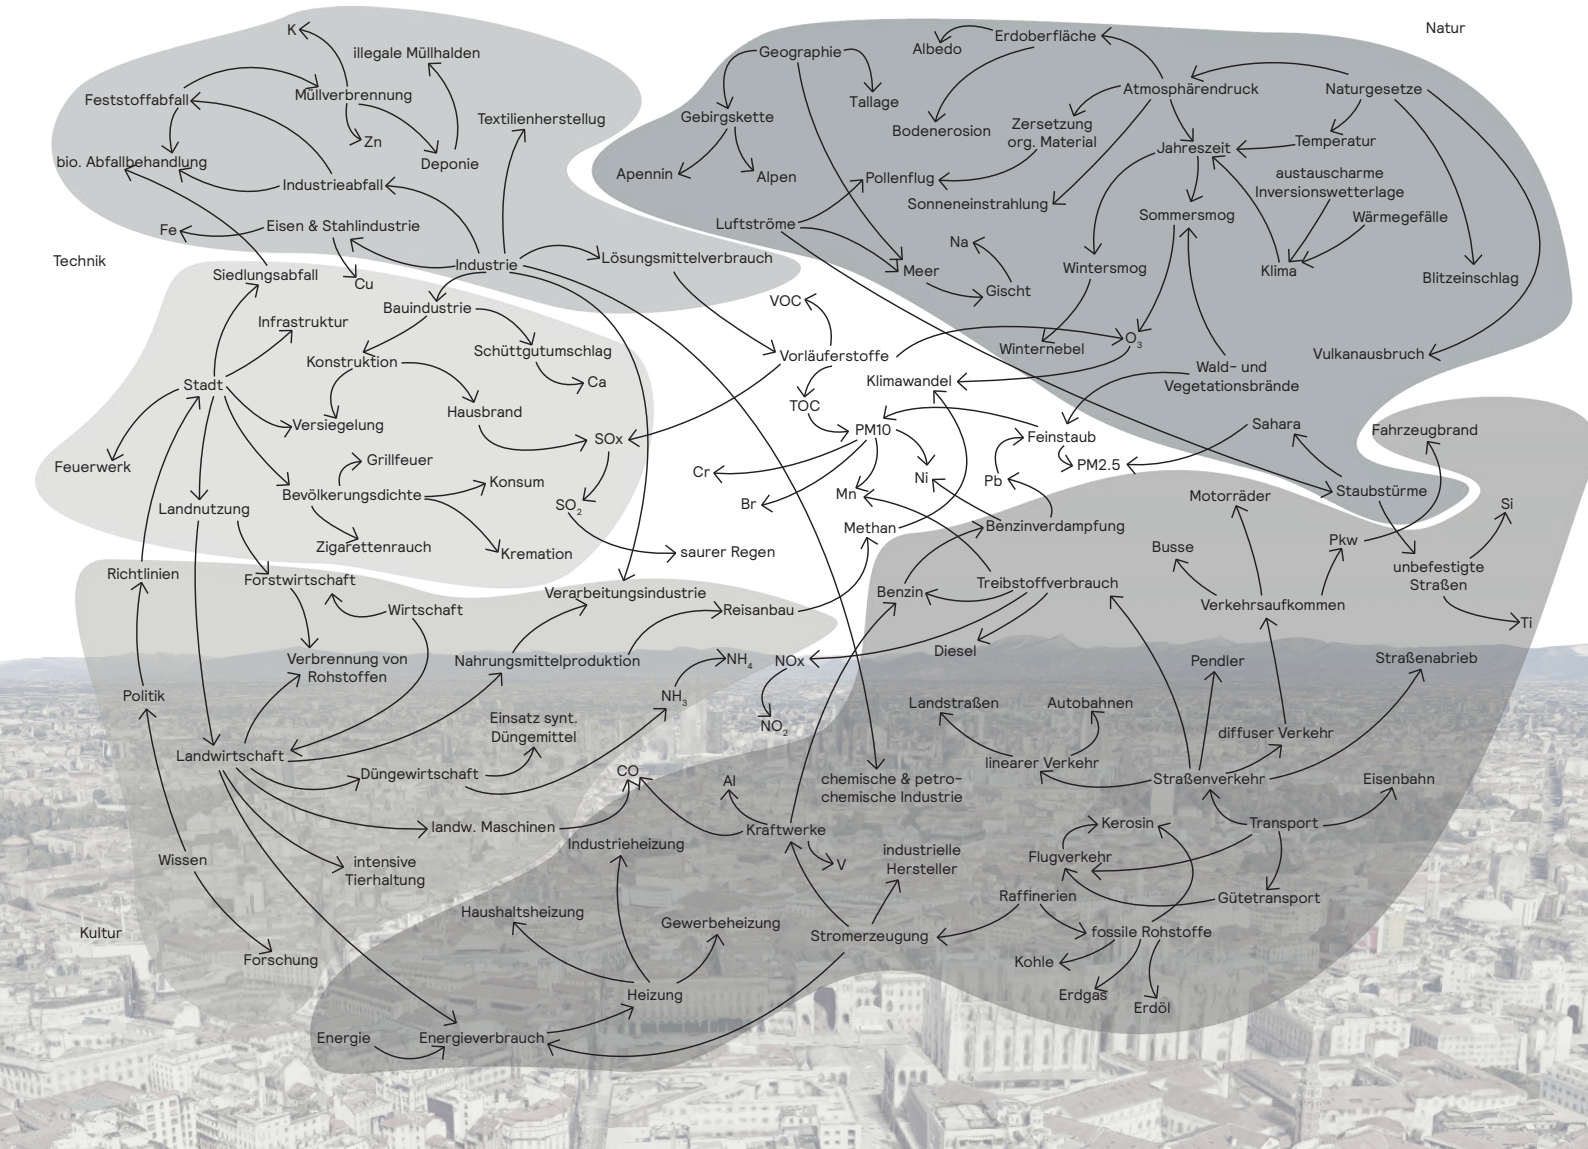 Natur
K
illegale Müllhalden
Feststoffabfall
Müllverbrennung
Zn
Textilienherstellung
bio. Abfallbehandlung
Deponie
Industrieabfall
Fe
Eisen & Stahlindustrie
Cu
Industrie
Lösungsmittelverbrauch
Technik
Geographie
Albedo
Erdoberfläche
Tallage
Gebirgskette
Bodenerosion
Atmosphärendruck
Naturgesetze
Zersetzung
org. Material
Jahreszeit
Temperatur
Apennin
Alpen
Pollenflug
austauscharme
Inversionswetterlage
Sonneneinstrahlung
Sommersmog
Wärmegefälle
Luftströme
Na
Meer
Gischt
Wintersmog
Klima
Blitzeinschlag
Winternebel
O3
Vulkanausbruch
Wald- und
Vegetationsbrände
Siedlungsabfall
Infrastruktur
Bauindustrie
Konstruktion
Schüttgutumschlag
Ca
Stadt
Hausbrand
Versiegelung
SOx
Feuerwerk
Grillfeuer
Bevölkerungsdichte
Konsum
SO2
Landnutzung
Zigarettenrauch
Kremation
saurer Regen
VOC
Vorläuferstoffe
Klimawandel
TOC
PM10
Feinstaub
Sahara
Fahrzeugbrand
Cr
Ni
Pb
PM2.5
Br
Mn
Staubstürme
Methan
Benzinverdampfung
Motorräder
Si
Busse
Pkw
unbefestigte
Straßen
Richtlinien
Forstwirtschaft
Wirtschaft
Verarbeitungsindustrie
Reisanbau
Benzin
Treibstoffverbrauch
Verkehrsaufkommen
Ti
Verbrennung von
Rohstoffen
Nahrungsmittelproduktion
NH4
NOx
Diesel
Pendler
Straßenabrieb
Politik
NH3
Einsatz synt.
Düngemittel
NO2
Landstraßen
Autobahnen
diffuser Verkehr
Landwirtschaft
Düngewirtschaft
CO
Al
chemische & petro-
chemische Industrie
linearer Verkehr
Straßenverkehr
Eisenbahn
landw. Maschinen
Industrieheizung
Kraftwerke
V
Kerosin
Transport
Wissen
intensive
Tierhaltung
industrielle
Hersteller
Flugverkehr
Raffinerien
Gütetransport
Kultur
Haushaltsheizung
Gewerbeheizung
Stromerzeugung
fossile Rohstoffe
Forschung
Kohle
Heizung
Erdgas
Erdöl
Energie
Energieverbrauch